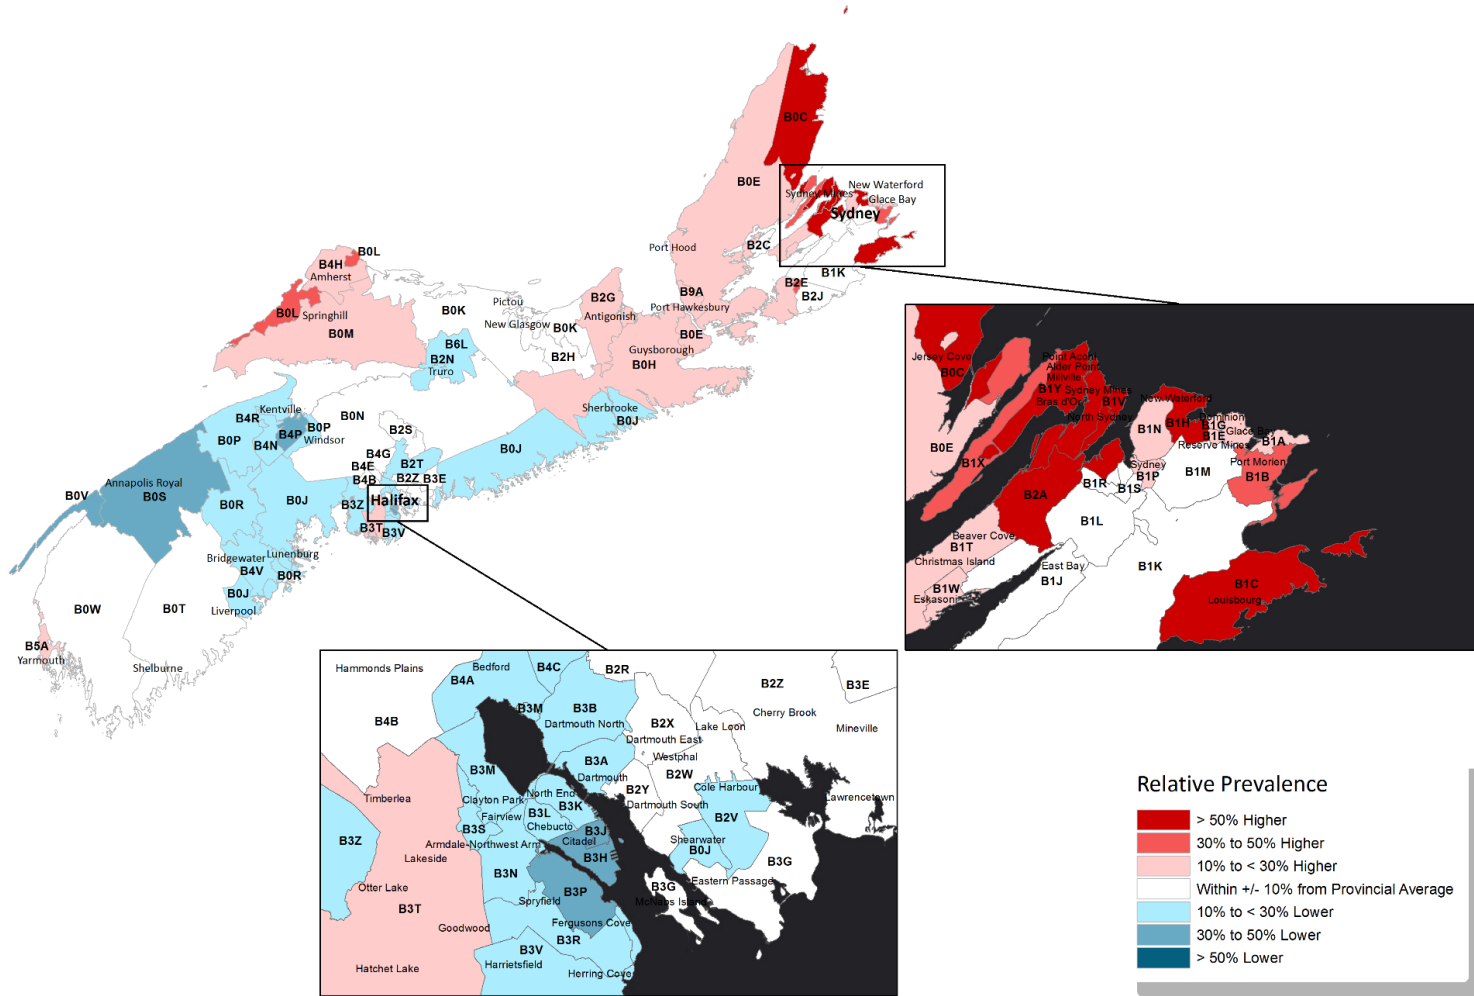 B0C
B0E
New Waterford
Sydney Mines
Glace Bay
Sydney
Port Hood
B2C
B1K
B2E
B2J
B9A
Port Hawkesbury
B0L
B4H
Amherst
B0L
Springhill
B0M
B0K
Pictou
New Glasgow
B0K
B2H
B2G
Antigonish
B0E
Guysborough
B0H
B6L
B2N
Truro
Sherbrooke
B0J
B0J
Kentville
B4R
B0P
B4N
B4P
B0P
Windsor
B0N
B2S
B4G
B4E
B4B
B2T
B2Z
B3E
Halifax
B3Z
B3T
B3V
Annapolis Royal
B0S
B0V
B0R
B0J
Bridgewater
Lunenburg
B4V
B0R
B0J
Liverpool
B0W
B0T
B5A
Yarmouth
Shelburne
Jersey Cove
B0C
Point Aconi
Alder Point
Millville
B1Y
Sydney Mines
Bras d'Or
B1V
North Sydney
New Waterford
B1H
Dominion
B1G
Glace Bay
B1E
B1A
Reserve Mines
B1N
B0E
B1X
Sydney
B1P
B1M
Port Morien
B1B
B2A
B1R
B1S
B1L
Beaver Cove
B1T
Christmas Island
East Bay
B1J
B1K
B1W
Eskasoni
B1C
Louisbourg
Hammonds Plains
Bedford
B4A
B4C
B2R
B2Z
B3E
Cherry Brook
Mineville
B4B
B3M
B3B
Dartmouth North
B2X
Lake Loon
Dartmouth East
Westphal
B3M
B3A
Dartmouth
B2W
Cole Harbour
B2Y
Dartmouth South
Lawrencetown
Timberlea
Clayton Park
North End
B3K
B3L
Fairview
Chebucto
B3S
B3J
Citadel
B2V
Shearwater
B0J
B3Z
Armdale-Northwest Arm
B3H
Lakeside
B3N
B3P
B3G
Eastern Passage
B3G
McNabs Island
Otter Lake
B3T
Spryfield
Goodwood
Fergusons Cove
B3R
B3V
Harrietsfield
Herring Cove
Hatchet Lake
Relative Prevalence
> 50% Higher
30% to 50% Higher
10% to < 30% Higher
Within +/- 10% from Provincial Average
10% to < 30% Lower
30% to 50% Lower
> 50% Lower